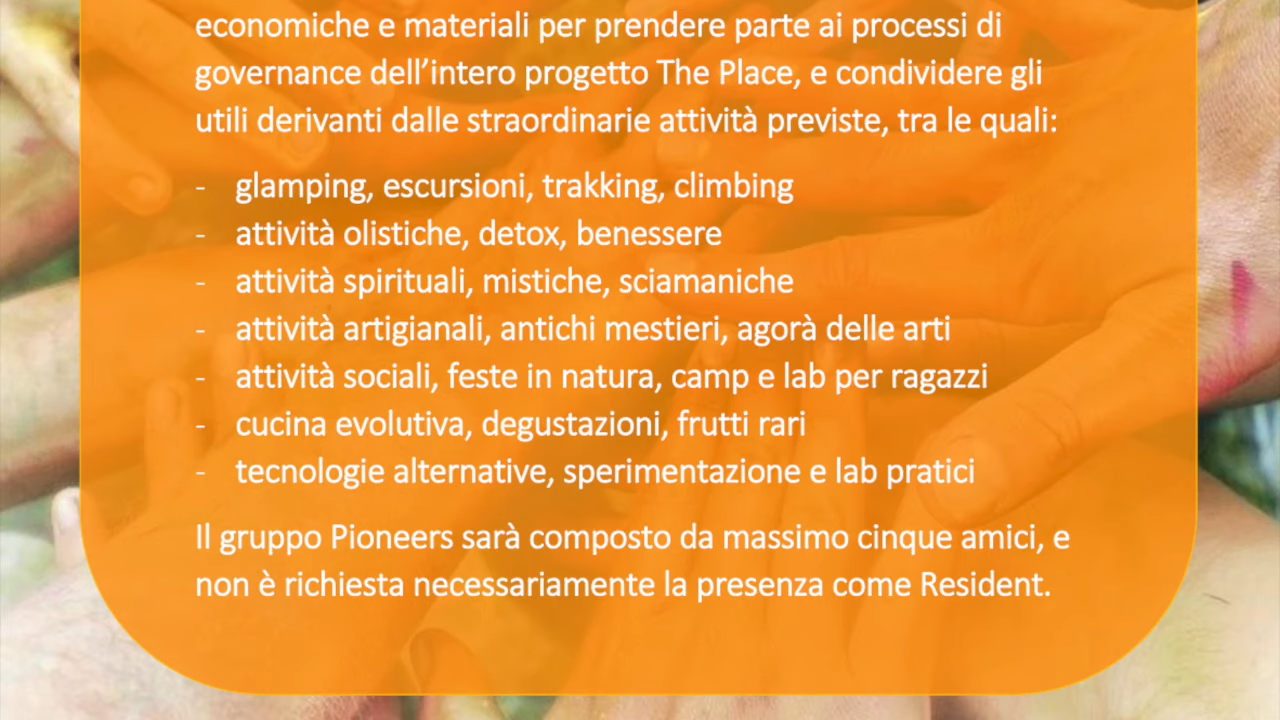 economiche e materiali per prendere parte ai processi di
governance dell’intero progetto The Place, e condividere gli
utili derivanti dalle straordinarie attività previste, tra le quali:
- glamping, escursioni, trakking, climbing
- attività olistiche, detox, benessere
- attività spirituali, mistiche, sciamaniche
- attività artigianali, antichi mestieri, agorà delle arti
- attività sociali, feste in natura, camp e lab per ragazzi
- cucina evolutiva, degustazioni, frutti rari
- tecnologie alternative, sperimentazione e lab pratici
Il gruppo Pioneers sarà composto da massimo cinque amici, e
non è richiesta necessariamente la presenza come Resident.